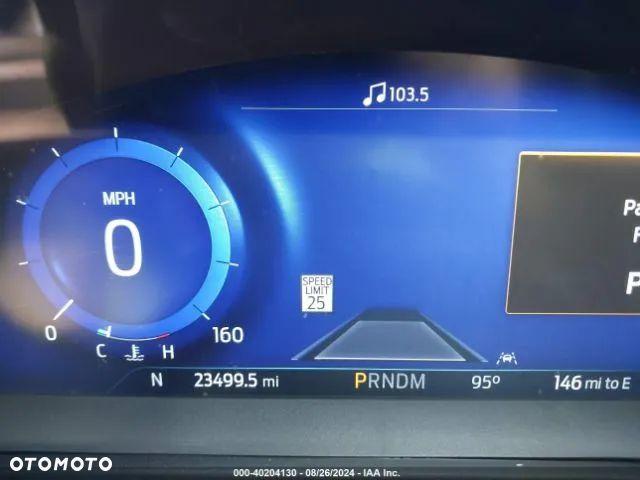 103.5
MPH
0
SPEED
LIMIT
25
0
160
C H
N 23499.5 mi PRNDM 95° 146 mi to E
OTOMOTO
000-40204130 - 08/26/2024 - IAA Inc.